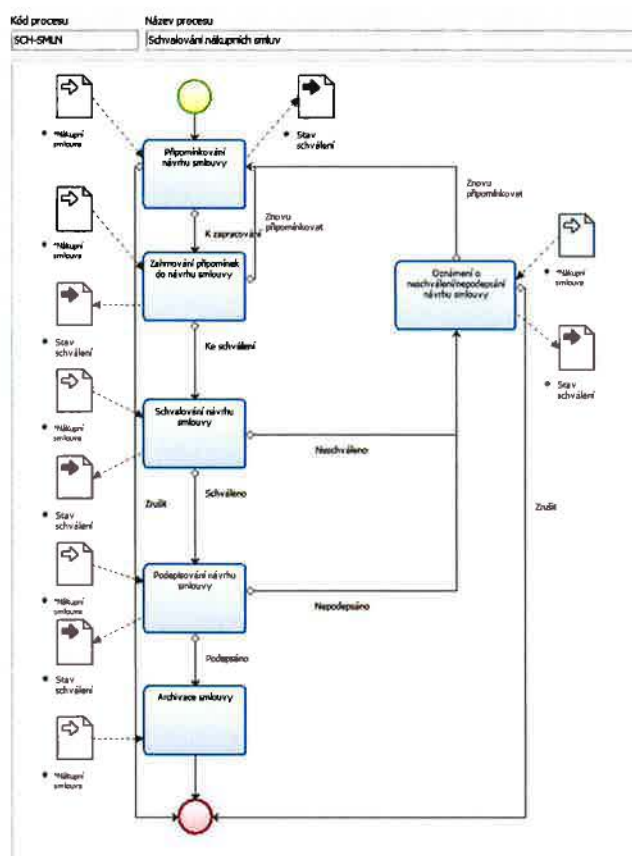 Kód procesu
Název procesu
SCH-SMLN
Schvalování nákupních smluv
*Nákupní
smlouva
Stav
schválení
Připomínkování
návrhu smlouvy
Znovu
připomínkovat
K zapracování
Znovu
připomínkovat
*Nákupní
smlouva
Zahrnování připomínek
do návrhu smlouvy
Oznámení o
neschválení/nepodepsání
návrhu smlouvy
*Nákupní
smlouva
Stav
schválení
Ke schválení
Stav
schválení
*Nákupní
smlouva
Schvalování návrhu
smlouvy
Neschváleno
Stav
schválení
Zrušit
Schváleno
Zrušit
*Nákupní
smlouva
Podepisování návrhu
smlouvy
Nepodepsáno
Stav
schválení
Podepsáno
Archivace smlouvy
*Nákupní
smlouva